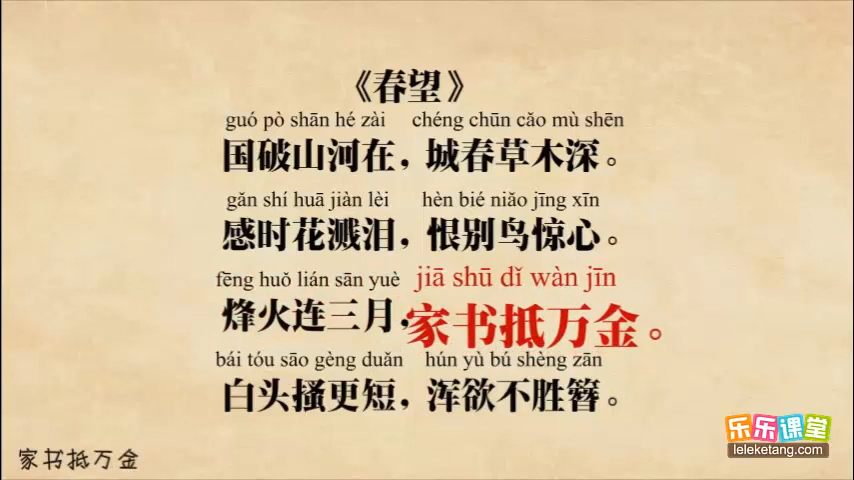 《春望》
guó pò shān hé zài chéng chūn cǎo mù shēn
国破山河在，城春草木深。
gǎn shí huā jiàn lèi hèn bié niǎo jīng xīn
感时花溅泪，恨别鸟惊心。
fēng huǒ lián sān yuè jiā shū dǐ wàn jīn
烽火连三月，家书抵万金。
bái tóu sāo gèng duǎn hún yù bú shèng zān
白头搔更短，浑欲不胜簪。
家书抵万金
乐乐课堂
leleketang.com